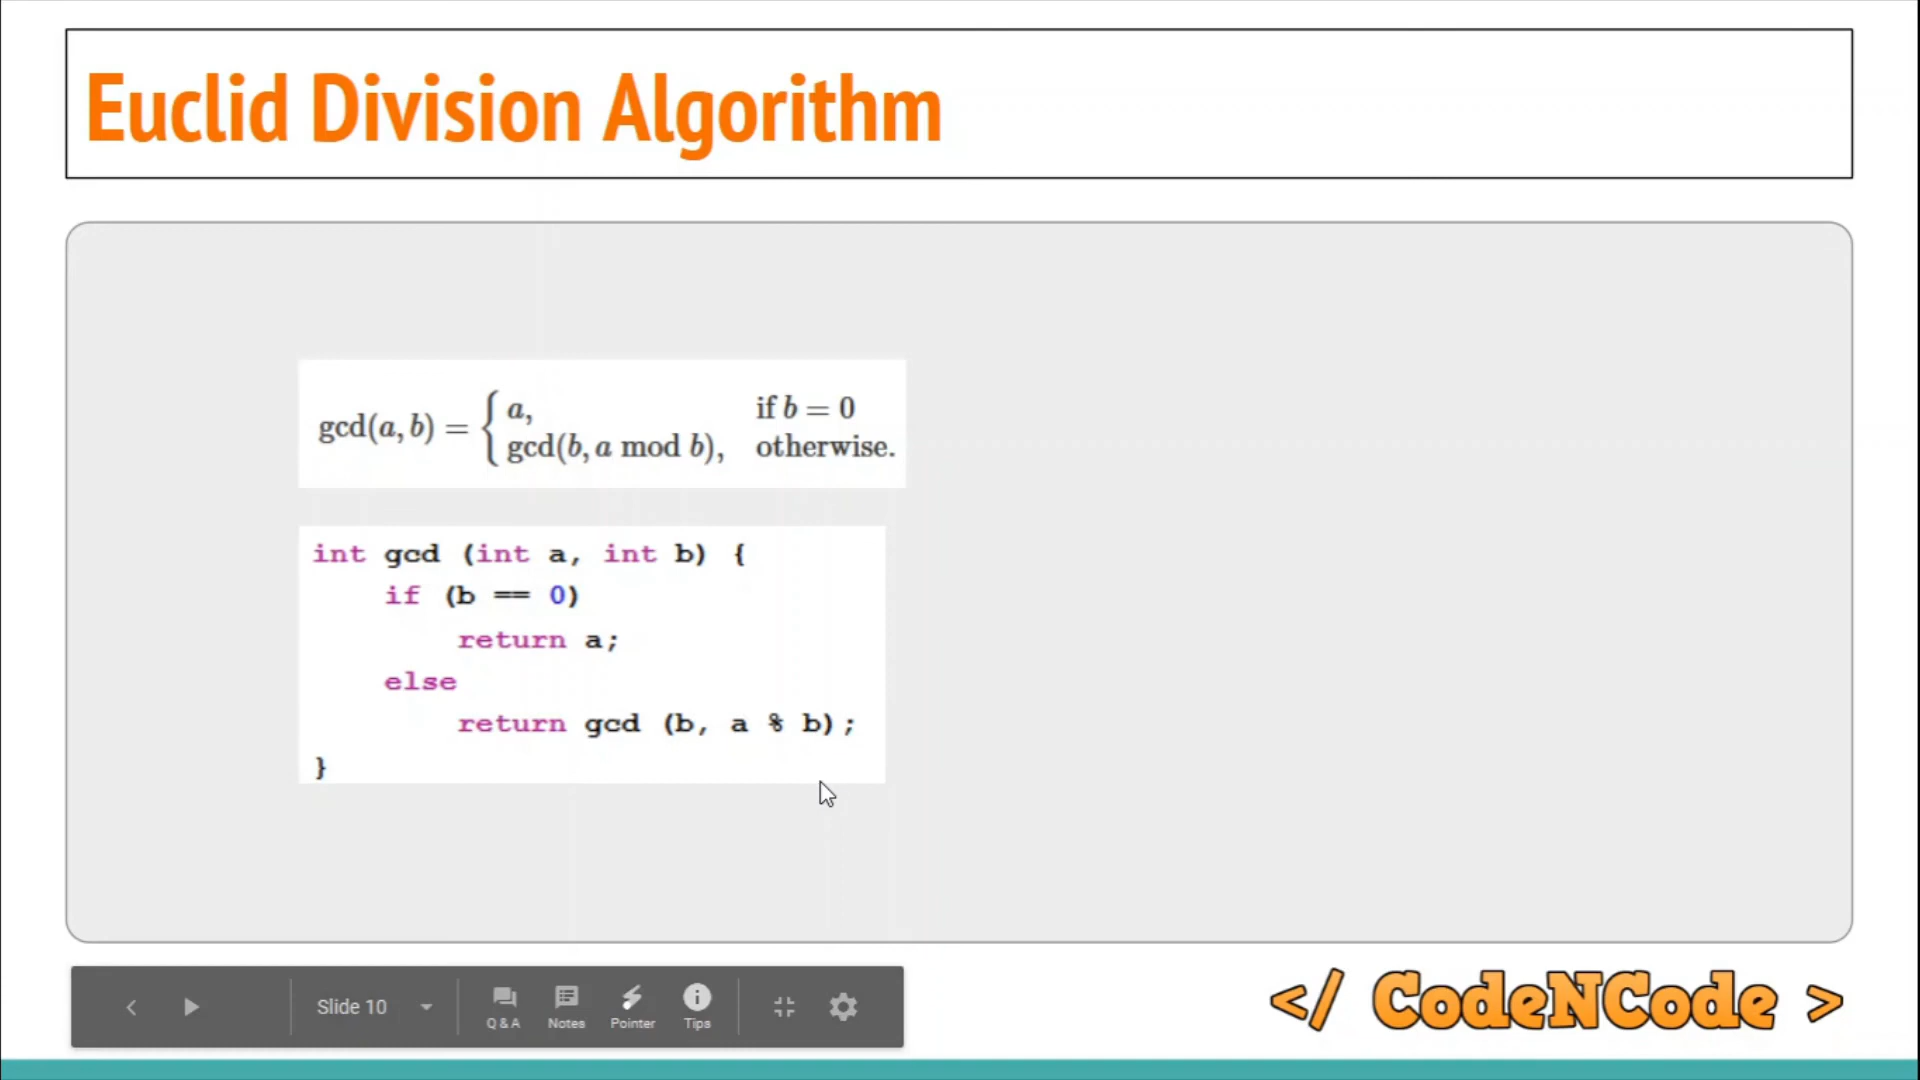 Euclid Division Algorithm
gcd(a, b) = { a, if b = 0
gcd(b, a mod b), otherwise.
int gcd (int a, int b) {
if (b == 0)
return a;
else
return gcd (b, a % b);
}
Slide 10
Q & A
Notes
Pointer
Tips
</ CodeNCode >